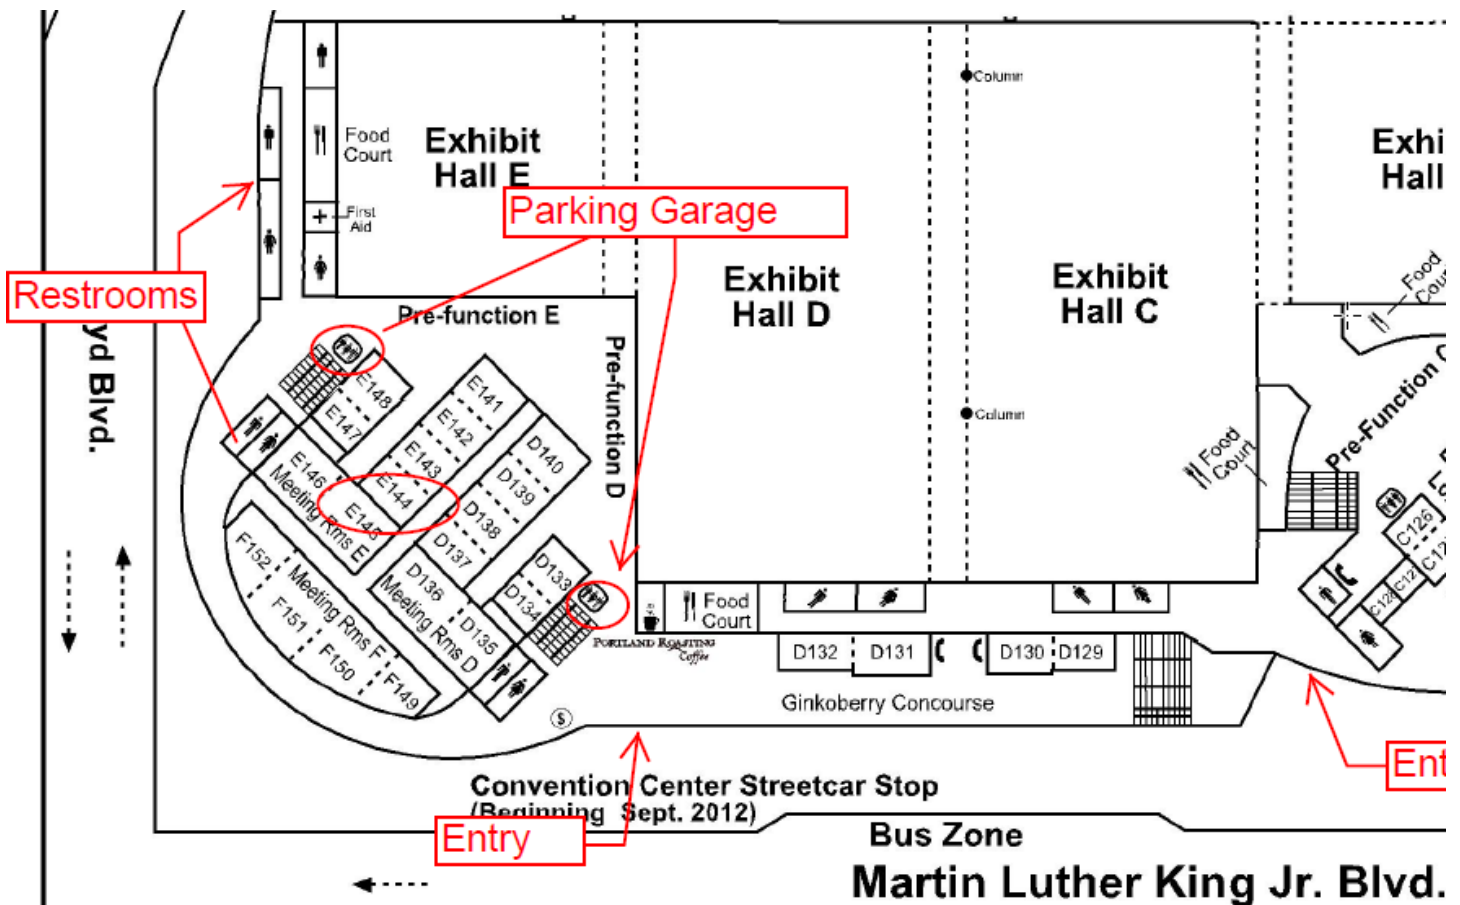 Column
Food
Court
Exhibit
Hall E
Exhi
Hall
Parking Garage
First
Aid
Restrooms
Exhibit
Hall D
Exhibit
Hall C
Food
Cou
Pre-function E
yd Blvd.
Pre-function D
Pre-Function C
E148
E147
E141
E142
E143
E144
E146
E145
Meeting Rms E
D140
D139
D138
D137
D136
D135
Meeting Rms D
D133
D134
F152
F151
F150
F149
Meeting Rms F
Column
Food
Court
C126
C12
C12
C128
Food
Court
Portland Roasting
Coffee
D132
D131
D130
D129
Ginkoberry Concourse
$
Convention Center Streetcar Stop
(Beginning Sept. 2012)
Entry
Ent
Bus Zone
Martin Luther King Jr. Blvd.